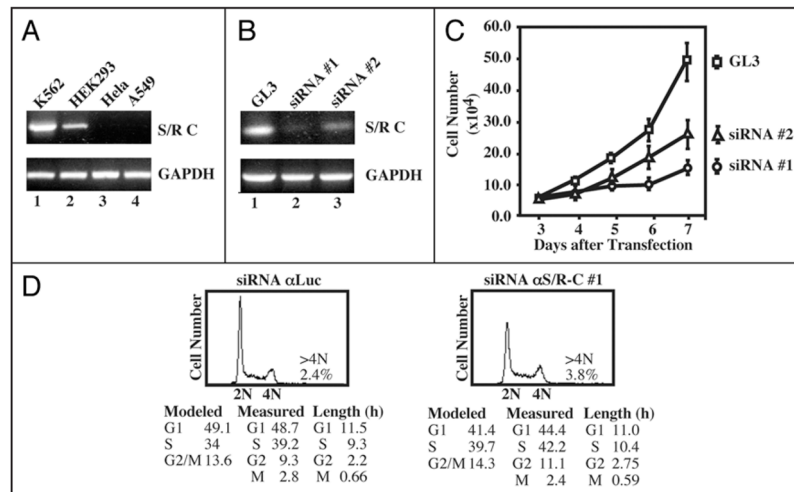 A
K562
HEK293
Hela
A549
S/R C
GAPDH
1 2 3 4
B
GL3
siRNA #1
siRNA #2
S/R C
GAPDH
1 2 3
C
Cell Number
(x10⁴)
60.0
50.0
40.0
30.0
20.0
10.0
0.0
3 4 5 6 7
Days after Transfection
GL3
siRNA #2
siRNA #1
D
siRNA αLuc
Cell Number
>4N
2.4%
2N 4N
Modeled Measured Length (h)
G1 49.1 G1 48.7 G1 11.5
S 34 S 39.2 S 9.3
G2/M 13.6 G2 9.3 G2 2.2
M 2.8 M 0.66
siRNA αS/R-C #1
Cell Number
>4N
3.8%
2N 4N
Modeled Measured Length (h)
G1 41.4 G1 44.4 G1 11.0
S 39.7 S 42.2 S 10.4
G2/M 14.3 G2 11.1 G2 2.75
M 2.4 M 0.59